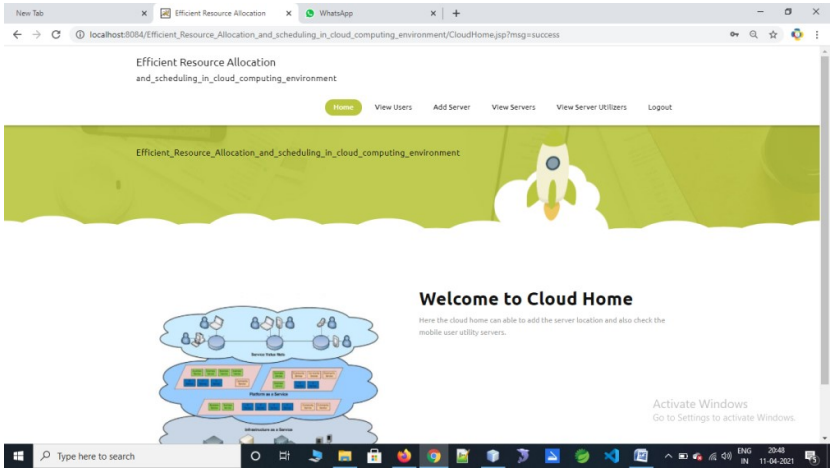 New Tab
Efficient Resource Allocation
WhatsApp
localhost:8084/Efficient_Resource_Allocation_and_scheduling_in_cloud_computing_environment/CloudHome.jsp?msg=success
Efficient Resource Allocation
and_scheduling_in_cloud_computing_environment
Home View Users Add Server View Servers View Server Utilizers Logout
Efficient_Resource_Allocation_and_scheduling_in_cloud_computing_environment
Welcome to Cloud Home
Here the cloud home can able to add the server location and also check the
mobile user utility servers.
Service Value Nets
Platform as a Service
Infrastructure as a Service
Activate Windows
Go to Settings to activate Windows.
Type here to search
ENG
IN
20:48
11-04-2021